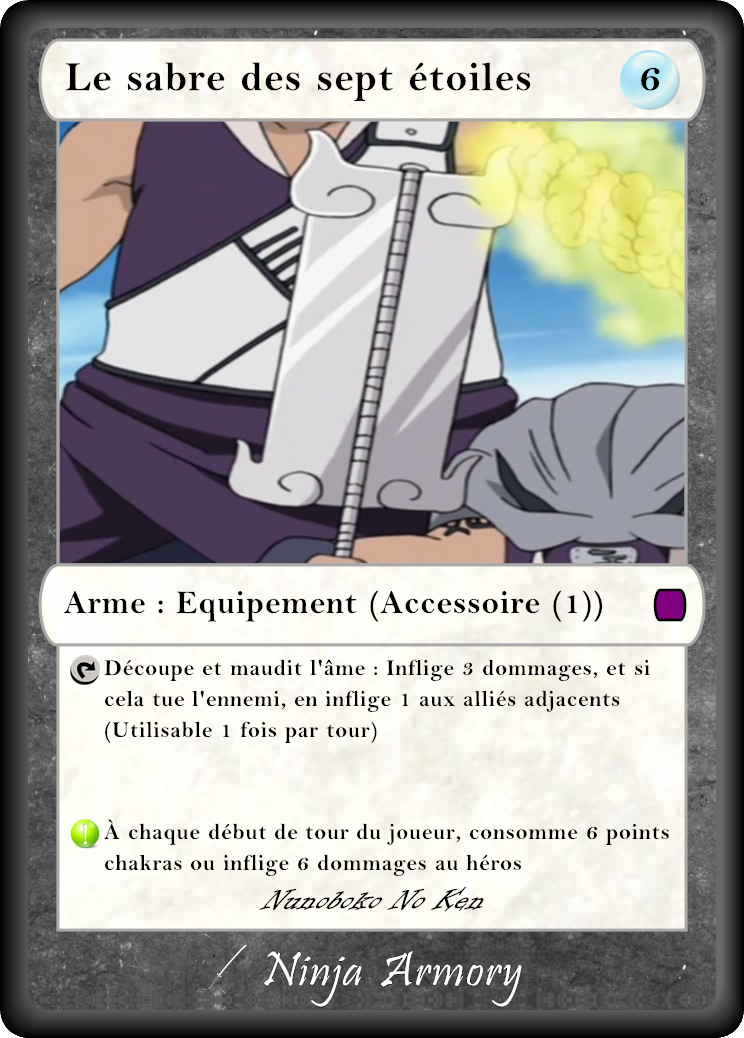 Le sabre des sept étoiles
6
Arme : Equipement (Accessoire (1))
Découpe et maudit l'âme : Inflige 3 dommages, et si
cela tue l'ennemi, en inflige 1 aux alliés adjacents
(Utilisable 1 fois par tour)
À chaque début de tour du joueur, consomme 6 points
chakras ou inflige 6 dommages au héros
Nunoboko No Ken
Ninja Armory